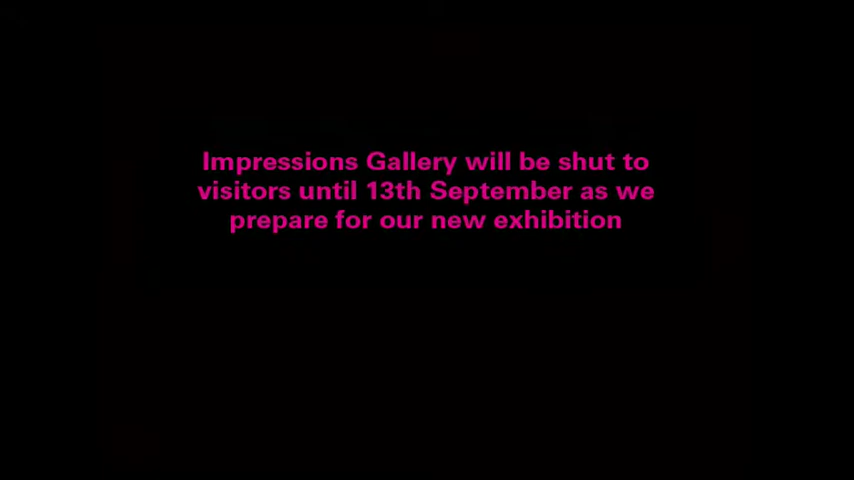 Impressions Gallery will be shut to
visitors until 13th September as we
prepare for our new exhibition